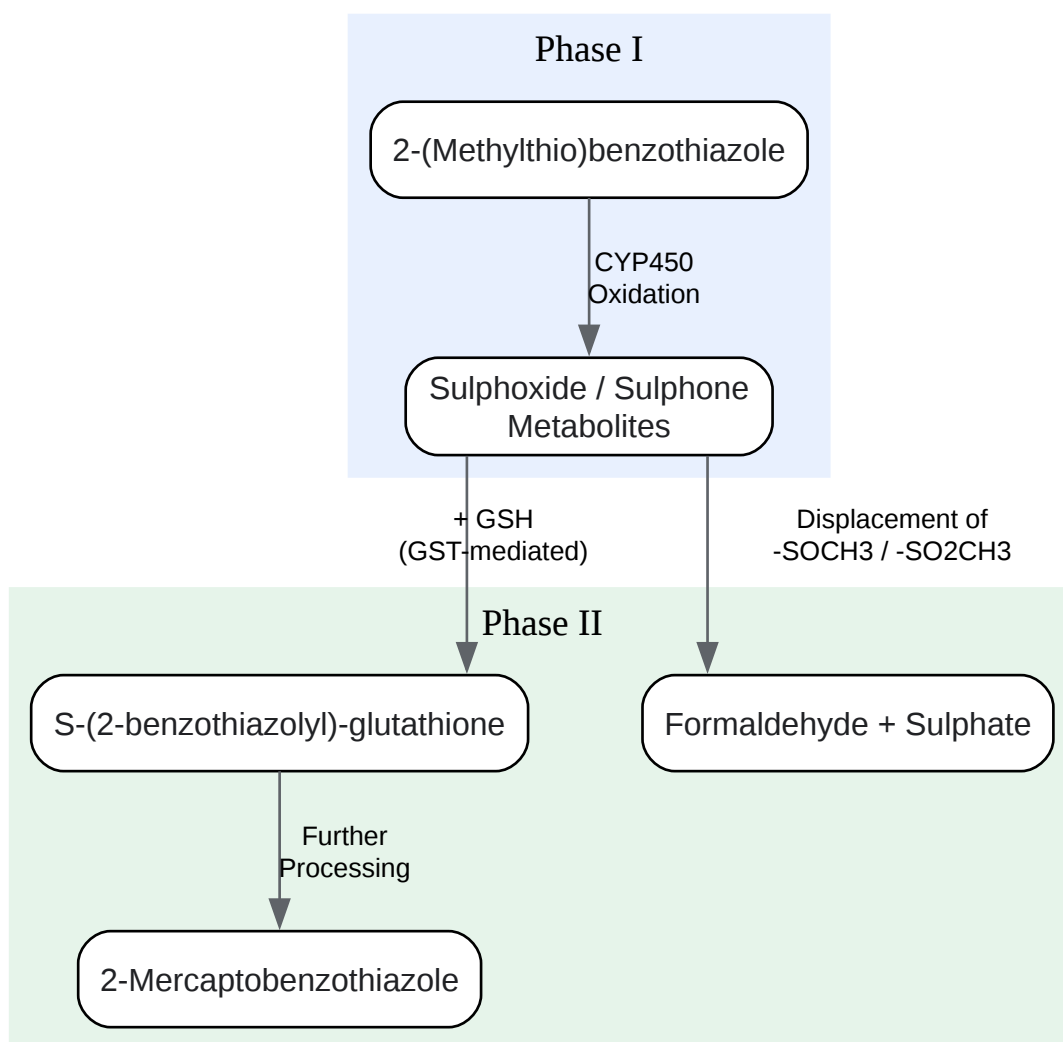 Phase I
2-(Methylthio)benzothiazole
CYP450
Oxidation
Sulphoxide / Sulphone
Metabolites
+ GSH
(GST-mediated)
Displacement of
-SOCH3 / -SO2CH3
Phase II
S-(2-benzothiazolyl)-glutathione
Formaldehyde + Sulphate
Further
Processing
2-Mercaptobenzothiazole